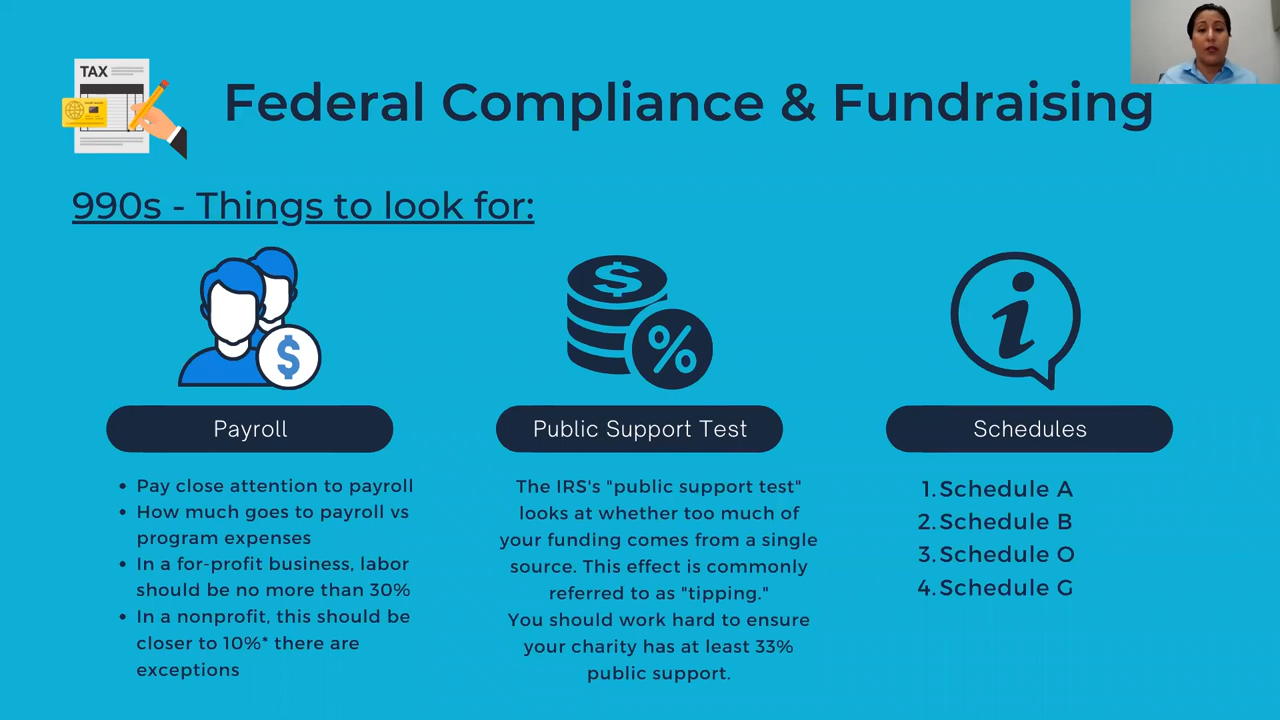 TAX
Federal Compliance & Fundraising
990s - Things to look for:
$
$
%
i
Payroll
Public Support Test
Schedules
• Pay close attention to payroll
• How much goes to payroll vs
program expenses
• In a for-profit business, labor
should be no more than 30%
• In a nonprofit, this should be
closer to 10%* there are
exceptions
The IRS's "public support test"
looks at whether too much of
your funding comes from a single
source. This effect is commonly
referred to as "tipping."
You should work hard to ensure
your charity has at least 33%
public support.
1. Schedule A
2. Schedule B
3. Schedule O
4. Schedule G